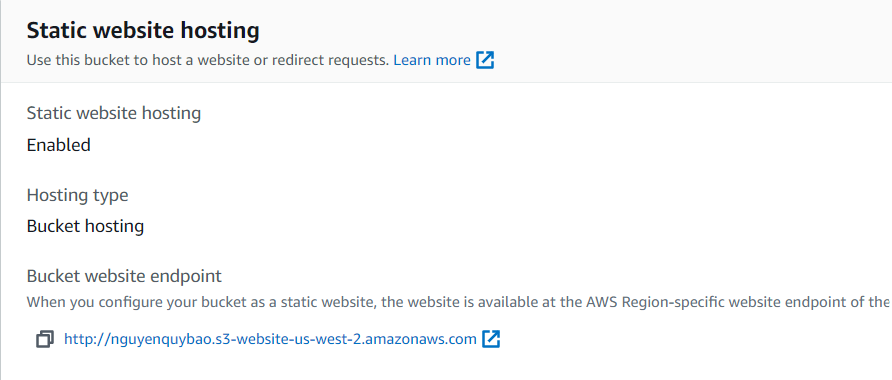 Static website hosting
Use this bucket to host a website or redirect requests. Learn more
Static website hosting
Enabled
Hosting type
Bucket hosting
Bucket website endpoint
When you configure your bucket as a static website, the website is available at the AWS Region-specific website endpoint of the
http://nguyenquybao.s3-website-us-west-2.amazonaws.com